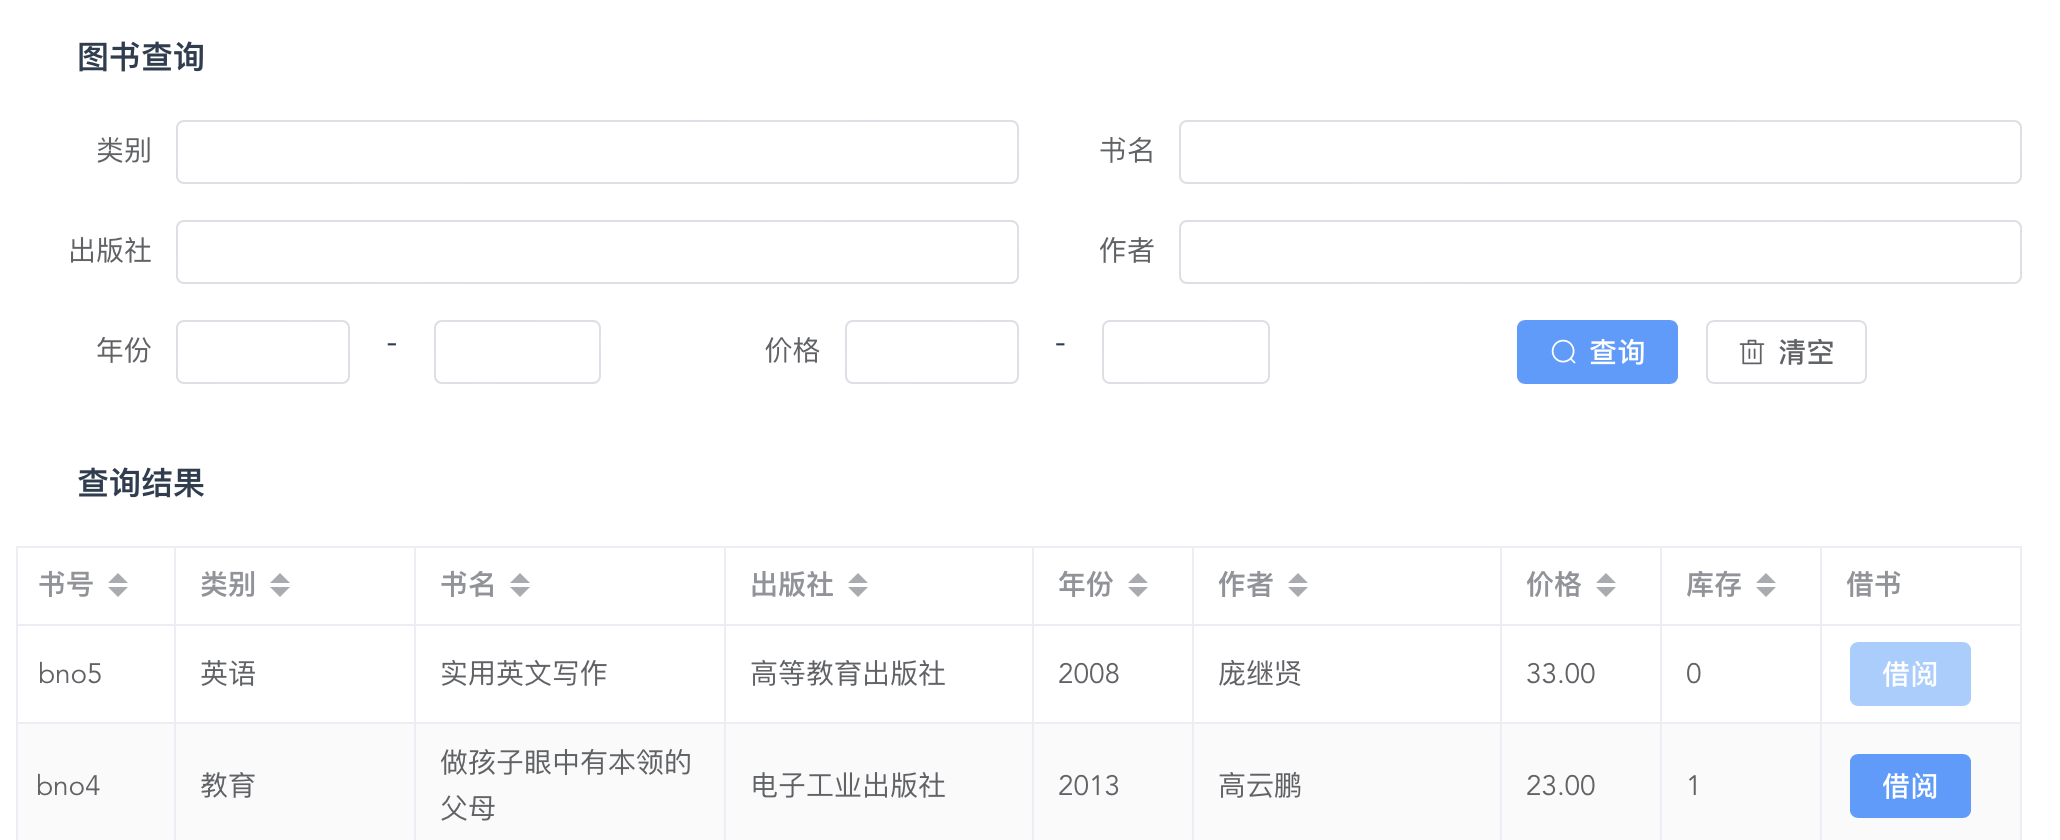 图书查询
类别 书名
出版社 作者
年份 - 价格 - 查询 清空
查询结果
书号 类别 书名 出版社 年份 作者 价格 库存 借书
bno5 英语 实用英文写作 高等教育出版社 2008 庞继贤 33.00 0 借阅
bno4 教育 做孩子眼中有本领的 电子工业出版社 2013 高云鹏 23.00 1 借阅
父母